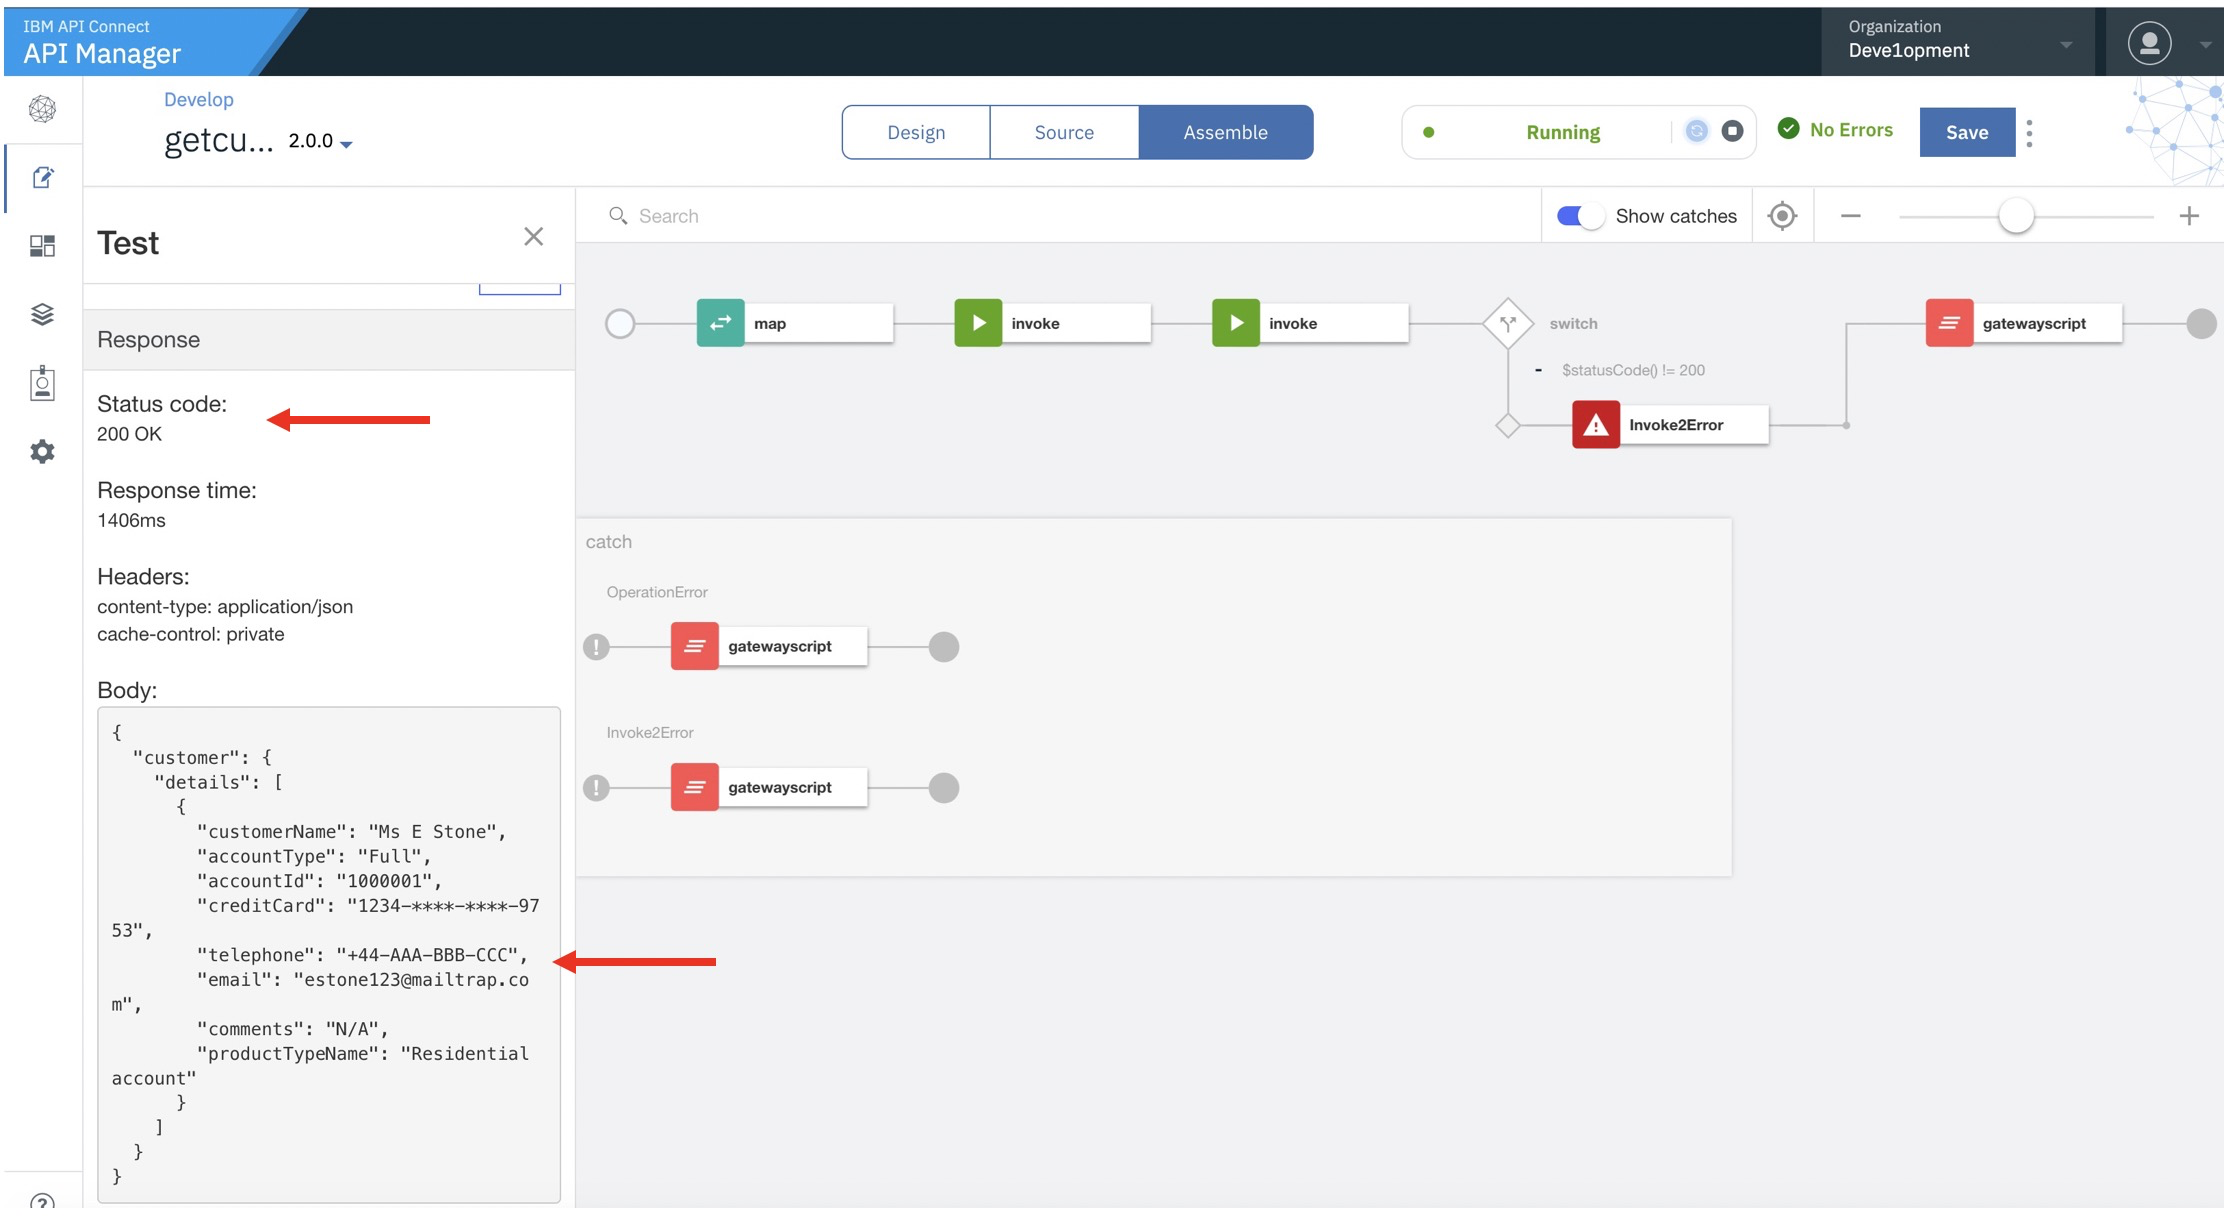 IBM API Connect
API Manager
Organization
Deve1opment
Develop
getcu... 2.0.0
Design
Source
Assemble
Running
No Errors
Save
Test
Search
Show catches
Response
Status code:
200 OK
Response time:
1406ms
Headers:
content-type: application/json
cache-control: private
Body:
{
"customer": {
"details": [
{
"customerName": "Ms E Stone",
"accountType": "Full",
"accountId": "1000001",
"creditCard": "1234-****-****-97
53",
"telephone": "+44-AAA-BBB-CCC",
"email": "estone123@mailtrap.co
m",
"comments": "N/A",
"productTypeName": "Residential
account"
}
]
}
}
map
invoke
invoke
switch
- $statusCode() != 200
Invoke2Error
gatewayscript
catch
OperationError
! gatewayscript
Invoke2Error
! gatewayscript
?